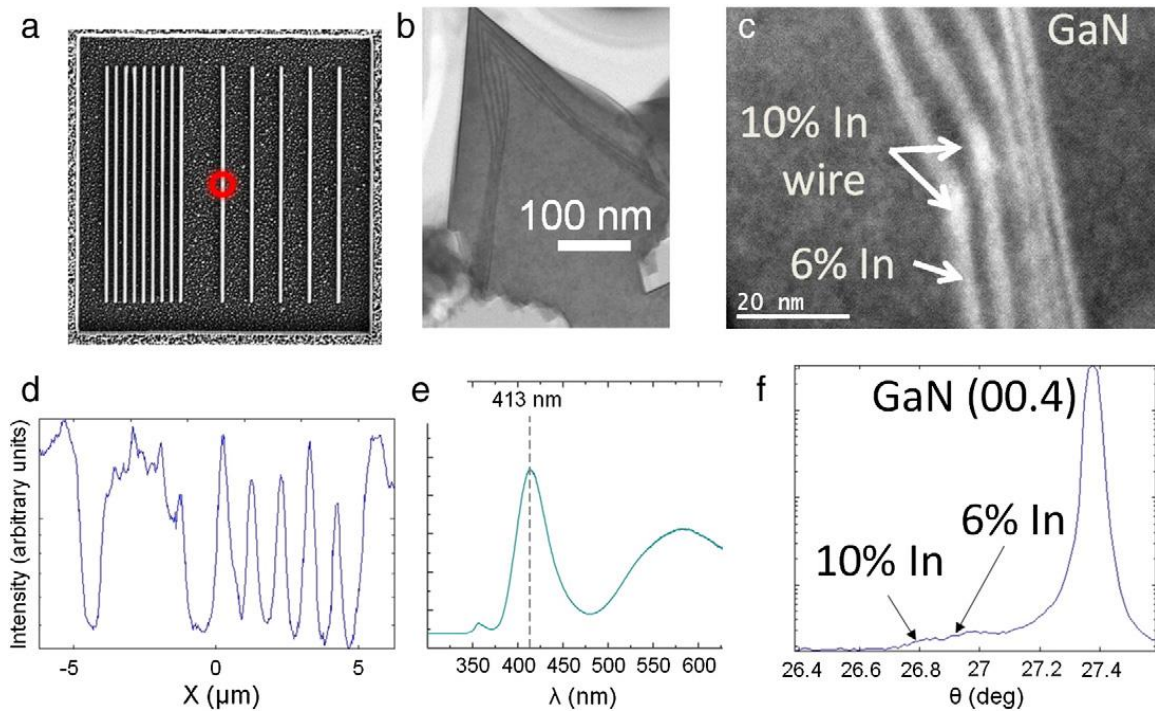 a
b
100 nm
c
GaN
10% In
wire
6% In
20 nm
d
Intensity (arbitrary units)
-5
0
5
X (μm)
e
413 nm
350
400
450
500
550
600
λ (nm)
f
GaN (00.4)
6% In
10% In
26.4
26.6
26.8
27
27.2
27.4
θ (deg)